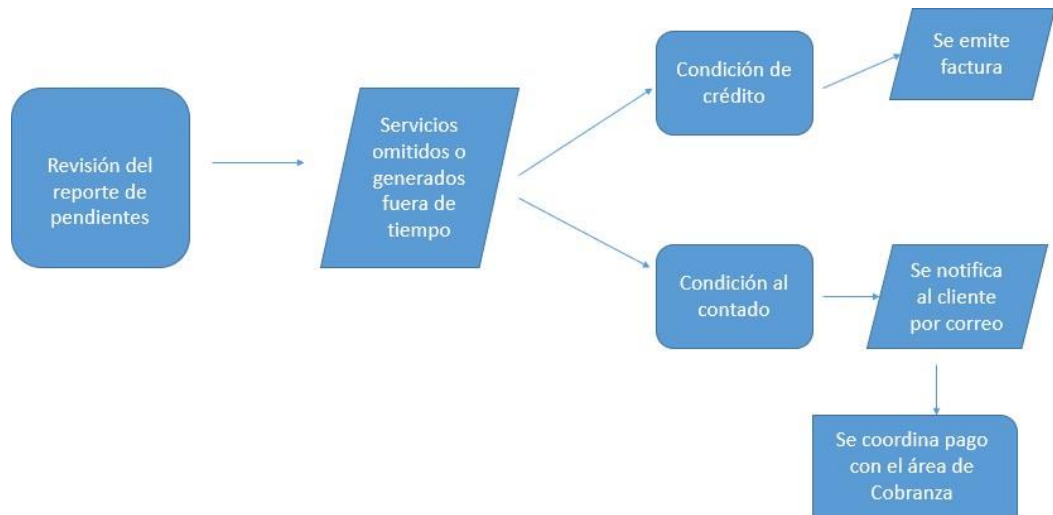 Revisión del
reporte de
pendientes
Servicios
omitidos o
generados
fuera de
tiempo
Condición de
crédito
Se emite
factura
Condición al
contado
Se notifica
al cliente
por correo
Se coordina pago
con el área de
Cobranza